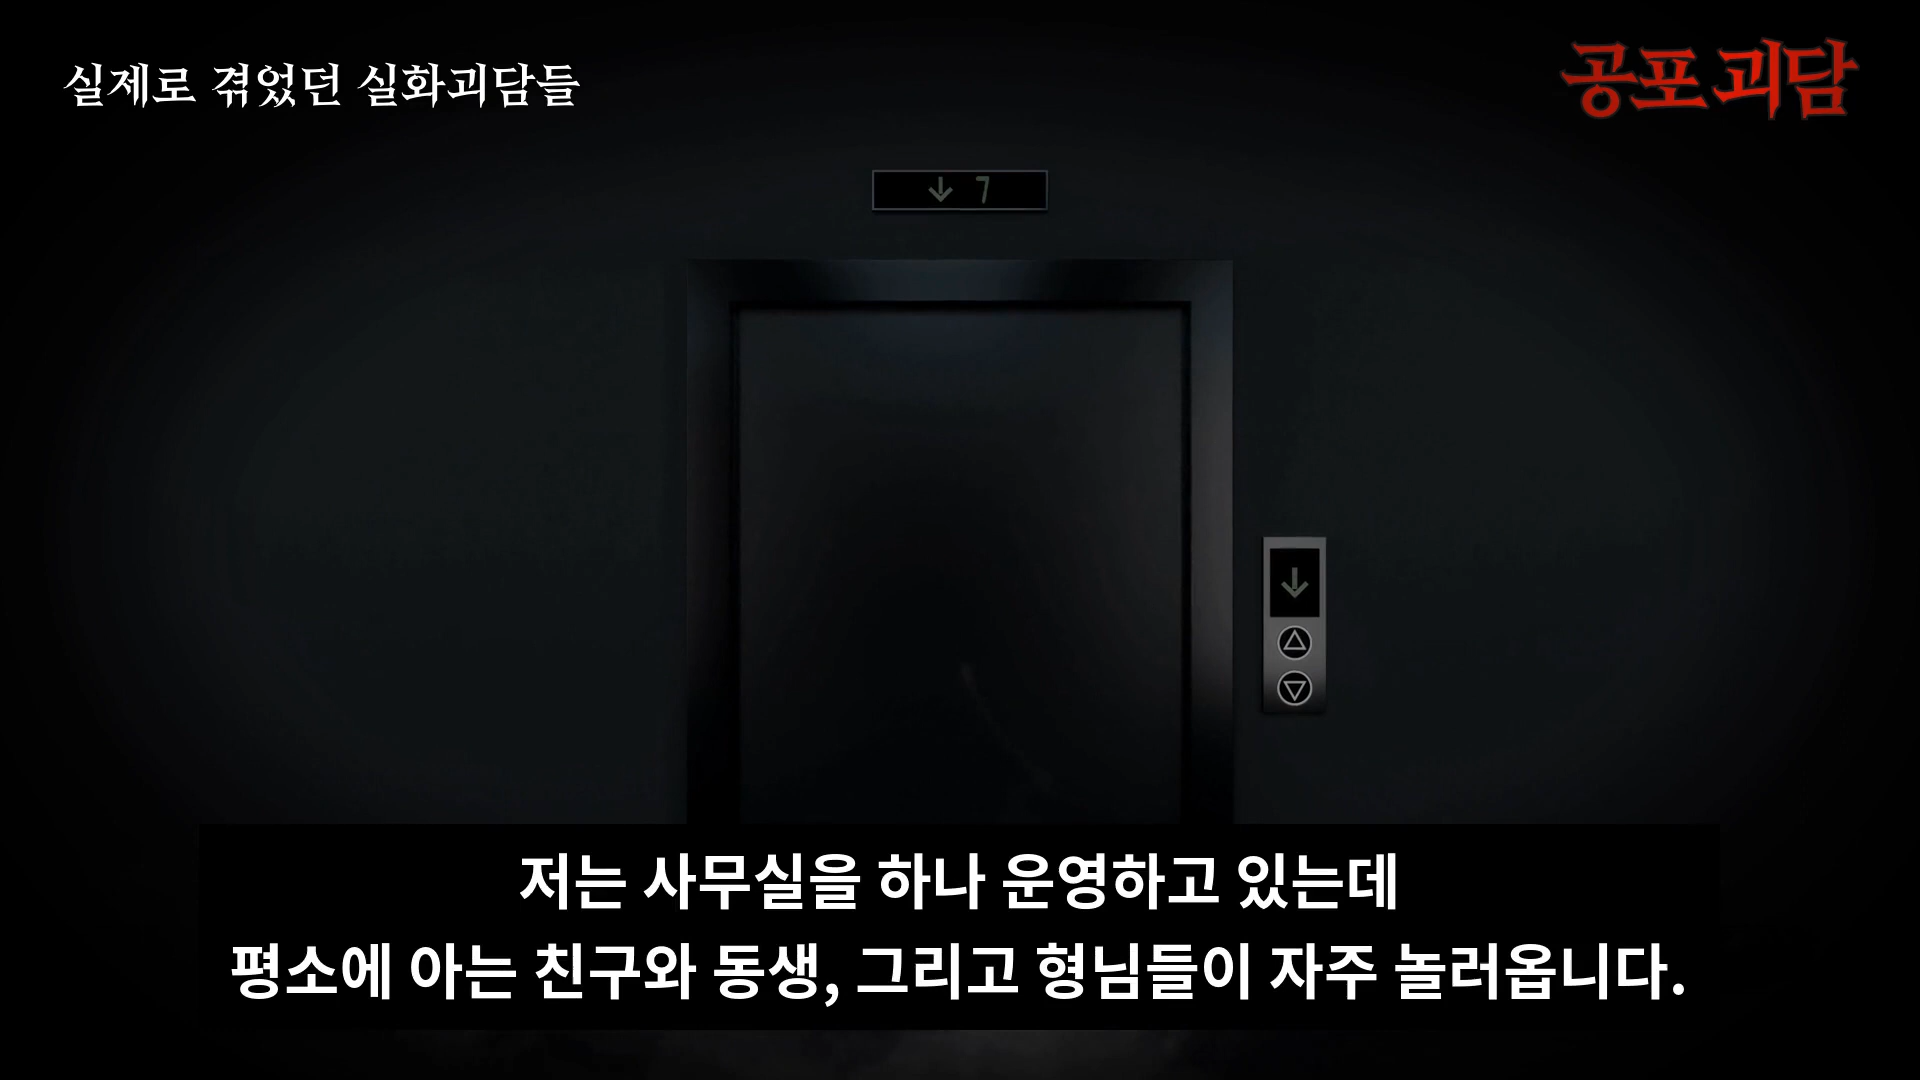 실제로 겪었던 실화괴담들
공포괴담
↓ 7
저는 사무실을 하나 운영하고 있는데
평소에 아는 친구와 동생, 그리고 형님들이 자주 놀러옵니다.